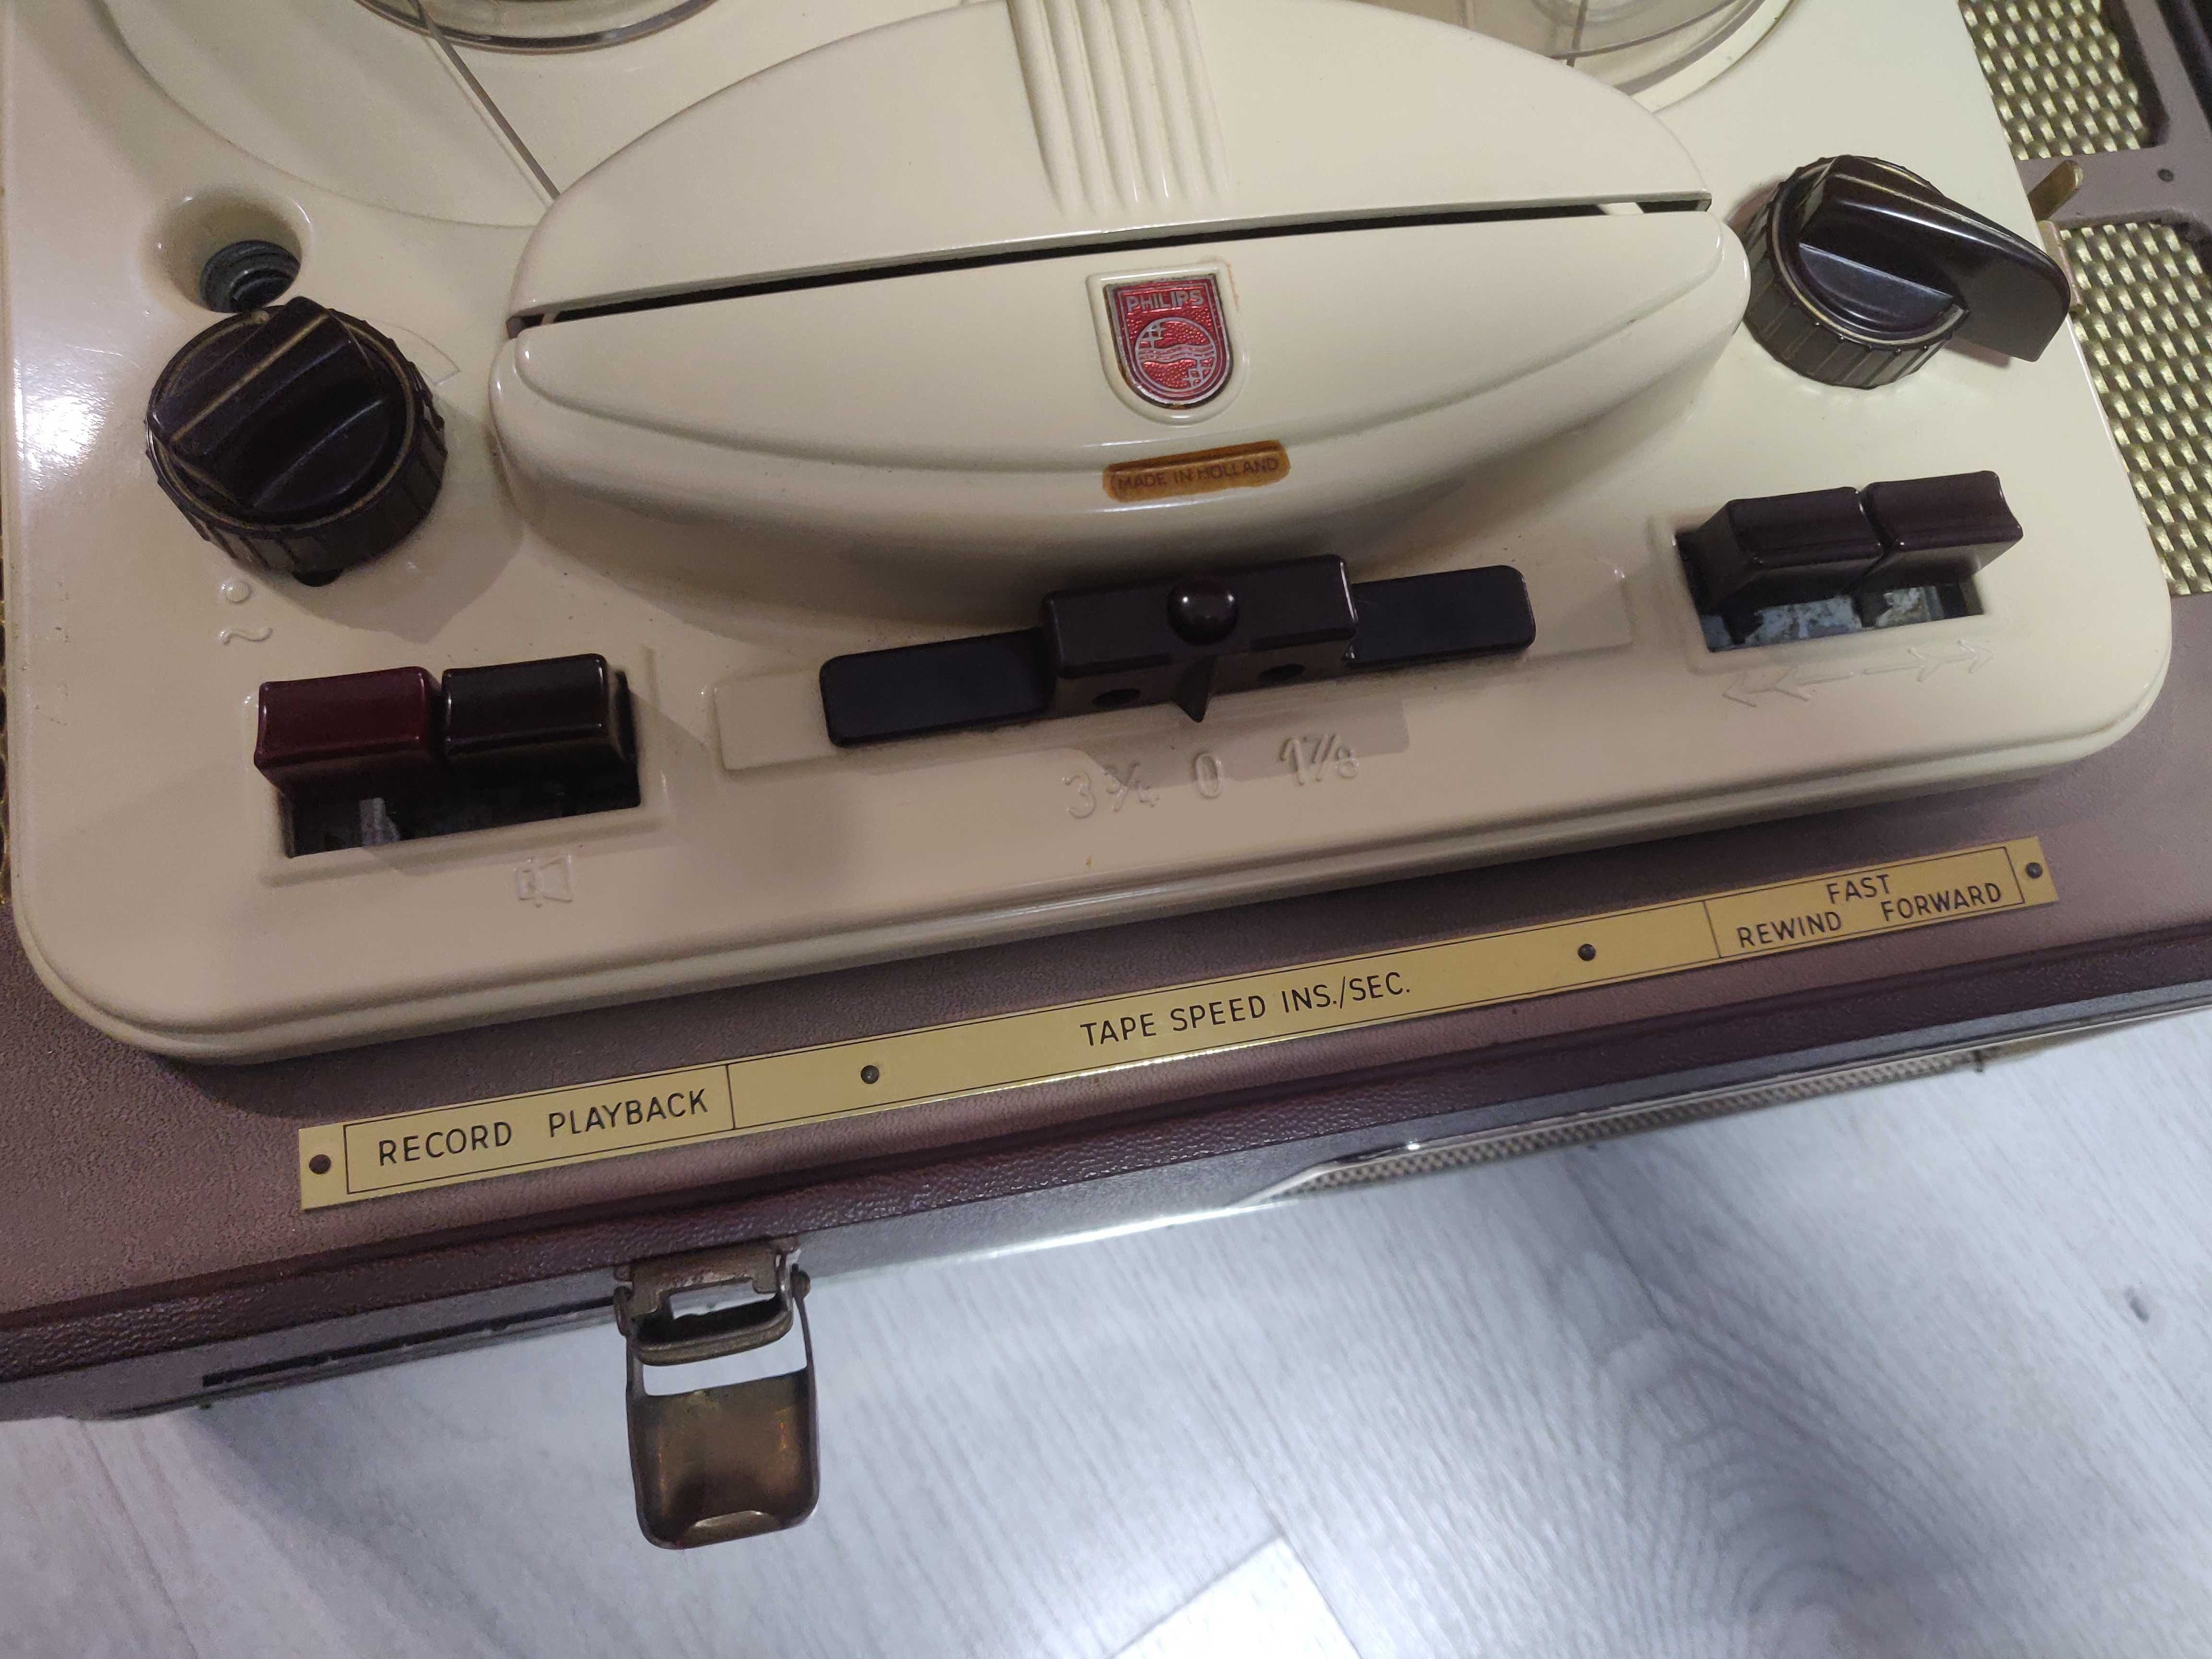 PHILIPS
MADE IN HOLLAND
3¾ 0 1⅞
FAST
REWIND FORWARD
TAPE SPEED INS./SEC.
RECORD PLAYBACK